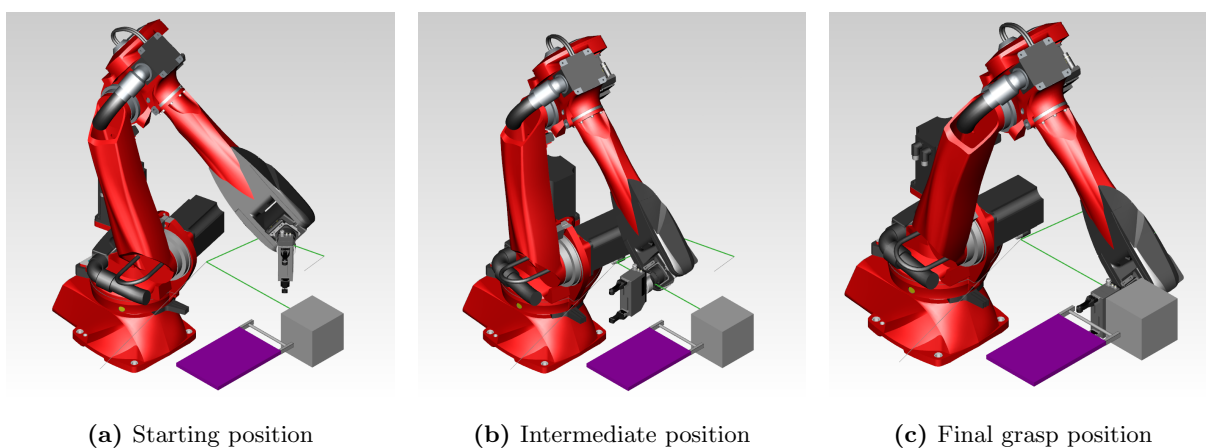 (a) Starting position
(b) Intermediate position
(c) Final grasp position